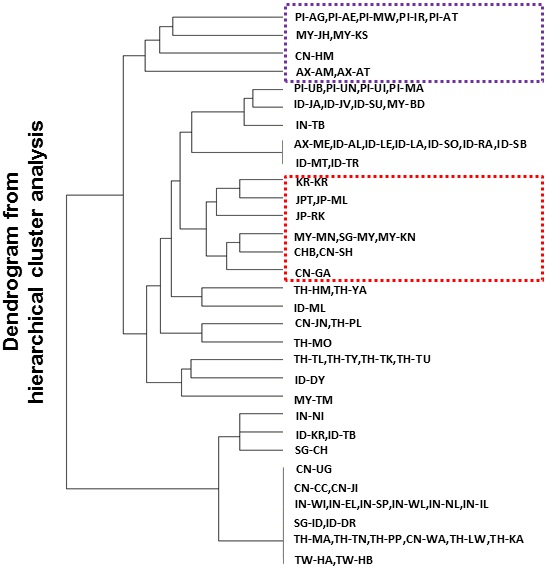 Dendrogram from
hierarchical cluster analysis
PI-AG,PI-AE,PI-MW,PI-IR,PI-AT
MY-JH,MY-KS
CN-HM
AX-AM,AX-AT
PI-UB,PI-UN,PI-UI,PI-MA
ID-JA,ID-JV,ID-SU,MY-BD
IN-TB
AX-ME,ID-AL,ID-LE,ID-LA,ID-SO,ID-RA,ID-SB
ID-MT,ID-TR
KR-KR
JPT,JP-ML
JP-RK
MY-MN,SG-MY,MY-KN
CHB,CN-SH
CN-GA
TH-HM,TH-YA
ID-ML
CN-JN,TH-PL
TH-MO
TH-TL,TH-TY,TH-TK,TH-TU
ID-DY
MY-TM
IN-NI
ID-KR,ID-TB
SG-CH
CN-UG
CN-CC,CN-JI
IN-WI,IN-EL,IN-SP,IN-WL,IN-NL,IN-IL
SG-ID,ID-DR
TH-MA,TH-TN,TH-PP,CN-WA,TH-LW,TH-KA
TW-HA,TW-HB